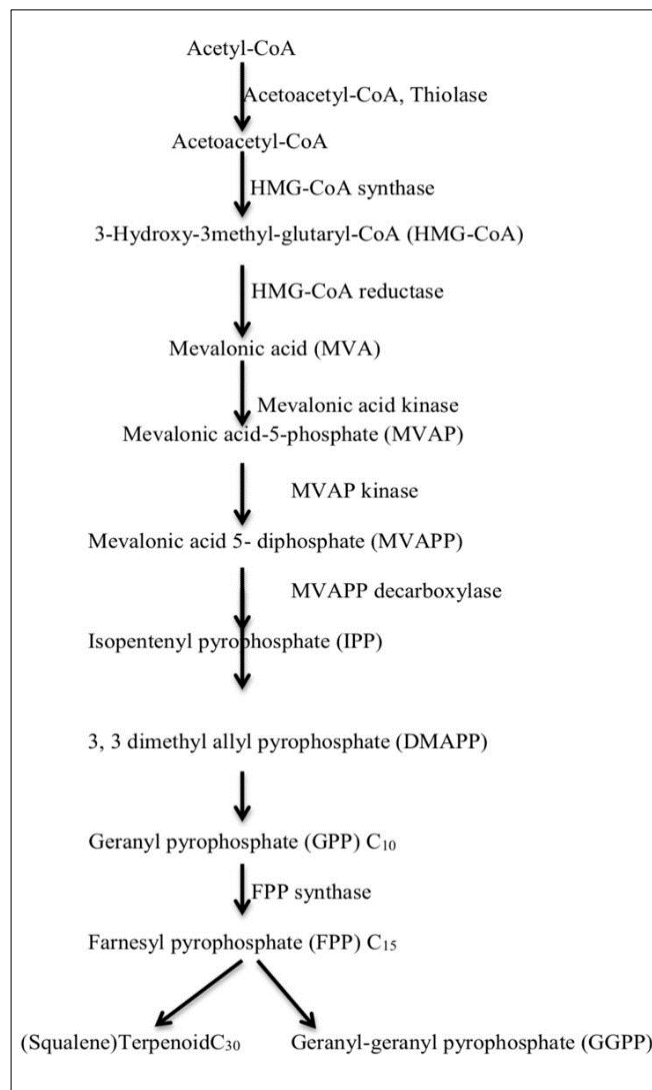 Acetyl-CoA
Acetoacetyl-CoA, Thiolase
Acetoacetyl-CoA
HMG-CoA synthase
3-Hydroxy-3methyl-glutaryl-CoA (HMG-CoA)
HMG-CoA reductase
Mevalonic acid (MVA)
Mevalonic acid kinase
Mevalonic acid-5-phosphate (MVAP)
MVAP kinase
Mevalonic acid 5- diphosphate (MVAPP)
MVAPP decarboxylase
Isopentenyl pyrophosphate (IPP)
3, 3 dimethyl allyl pyrophosphate (DMAPP)
Geranyl pyrophosphate (GPP) C₁₀
FPP synthase
Farnesyl pyrophosphate (FPP) C₁₅
(Squalene)TerpenoidC₃₀ Geranyl-geranyl pyrophosphate (GGPP)